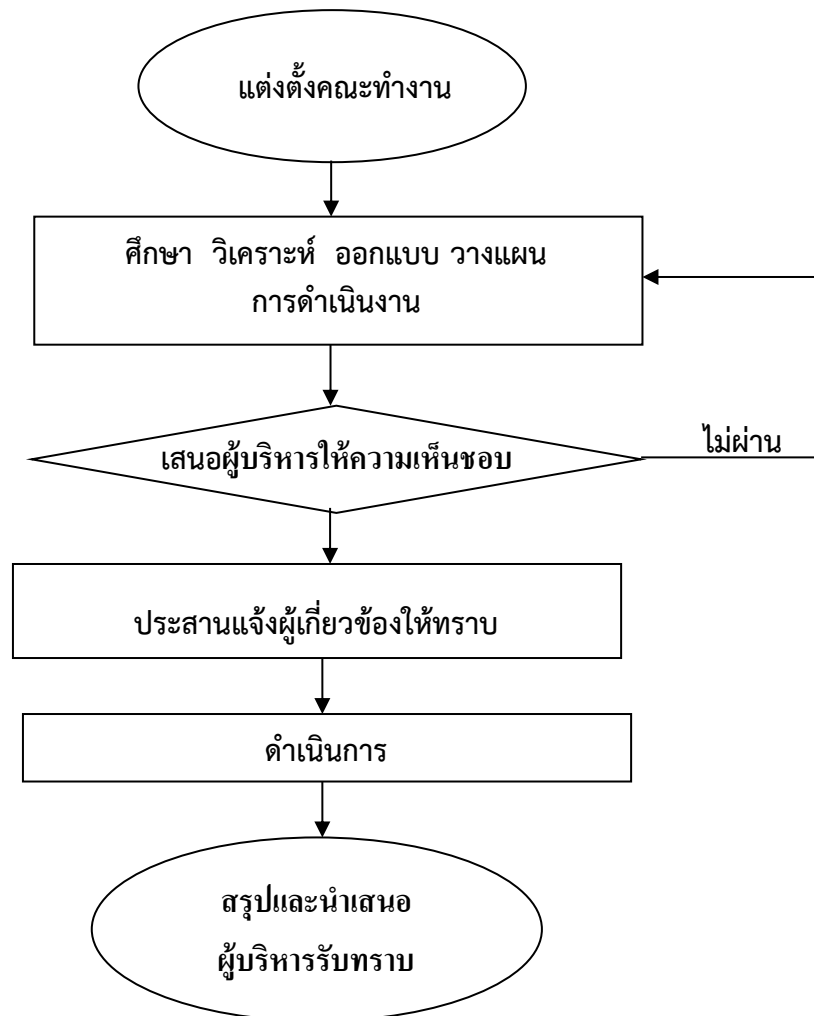 แต่งตั้งคณะทำงาน
ศึกษา วิเคราะห์ ออกแบบ วางแผน
การดำเนินงาน
เสนอผู้บริหารให้ความเห็นชอบ
ไม่ผ่าน
ประสานแจ้งผู้เกี่ยวข้องให้ทราบ
ดำเนินการ
สรุปและนำเสนอ
ผู้บริหารรับทราบ